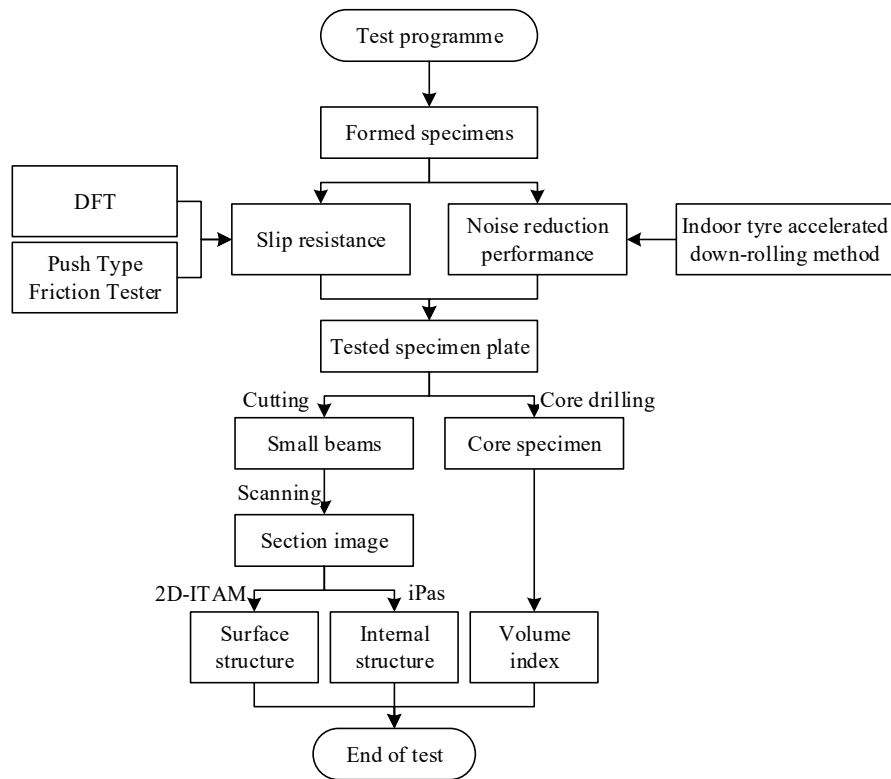 Test programme
Formed specimens
DFT
Push Type
Friction Tester
Slip resistance
Noise reduction
performance
Indoor tyre accelerated
down-rolling method
Tested specimen plate
Cutting
Core drilling
Small beams
Core specimen
Scanning
Section image
2D-ITAM
iPas
Surface
structure
Internal
structure
Volume
index
End of test